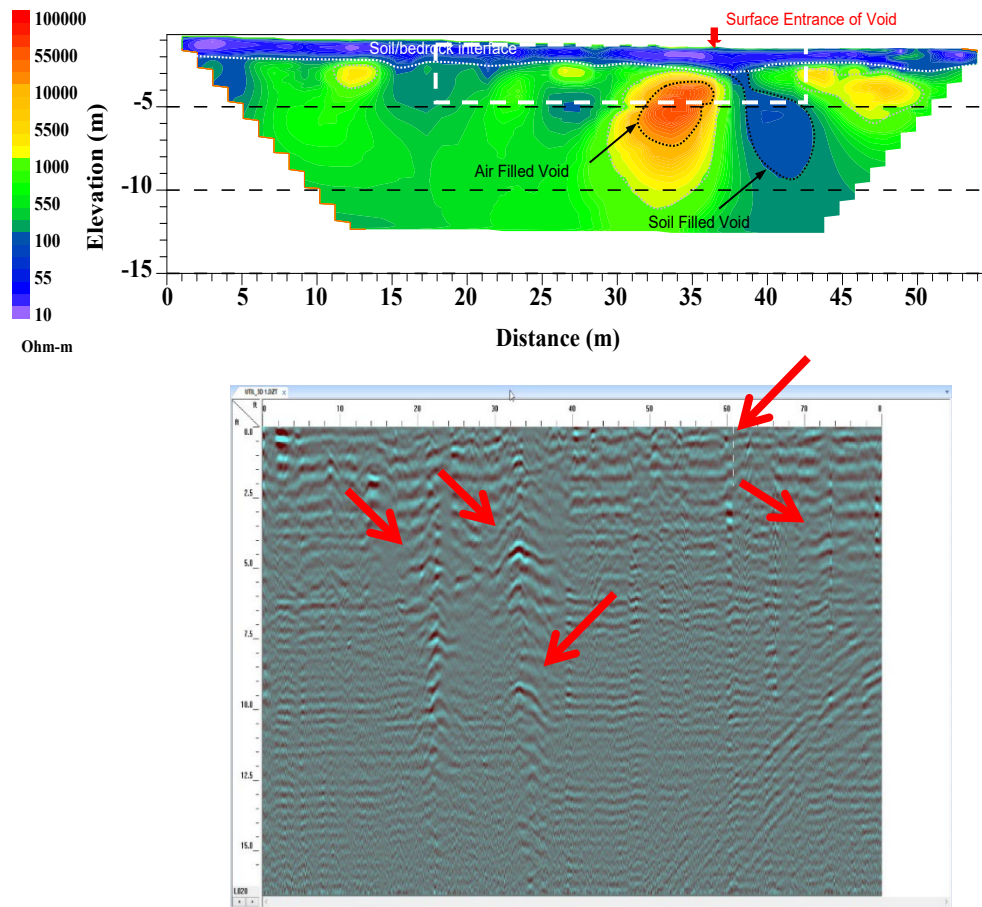 100000
55000
10000
5500
1000
550
100
55
10
Ohm-m
Surface Entrance of Void
Soil/bedrock interface
Air Filled Void
Soil Filled Void
Elevation (m)
-5
-10
-15
0 5 10 15 20 25 30 35 40 45 50
Distance (m)
ft
ft
0 10 20 30 40 50 60 70 8
0.0
2.5
5.0
7.5
10.0
12.5
15.0